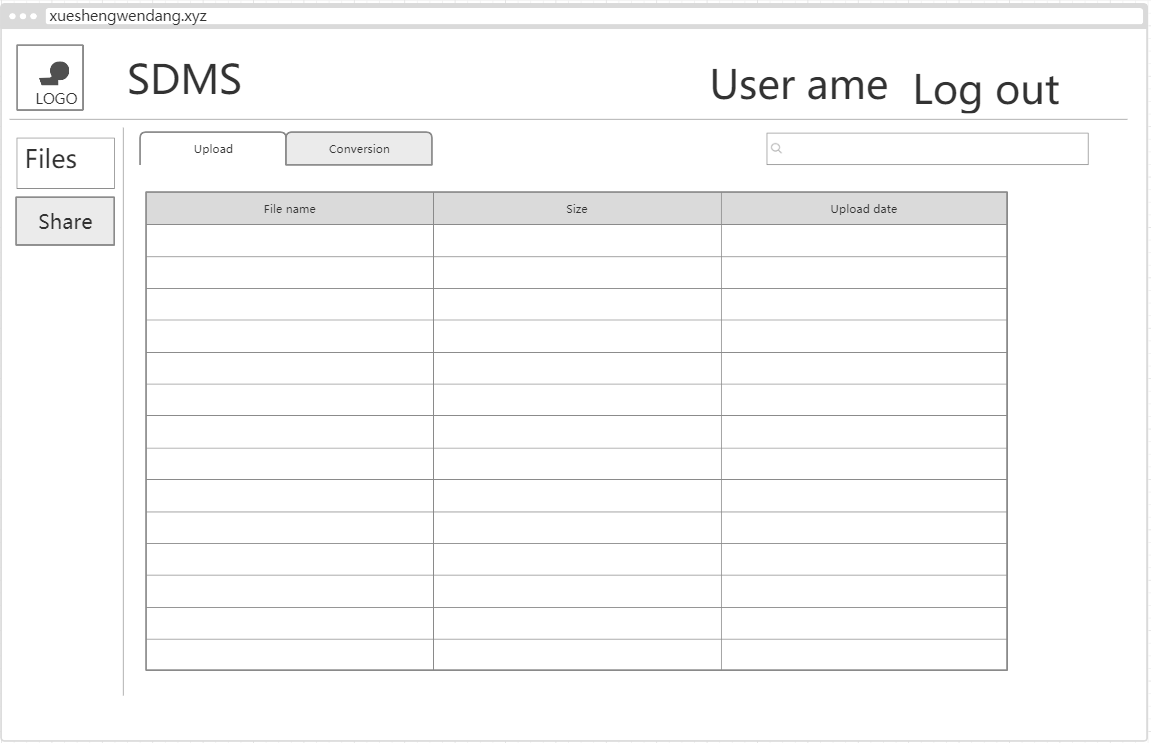 xueshengwendang.xyz
LOGO
SDMS
User ame
Log out
Files
Share
Upload
Conversion
File name
Size
Upload date